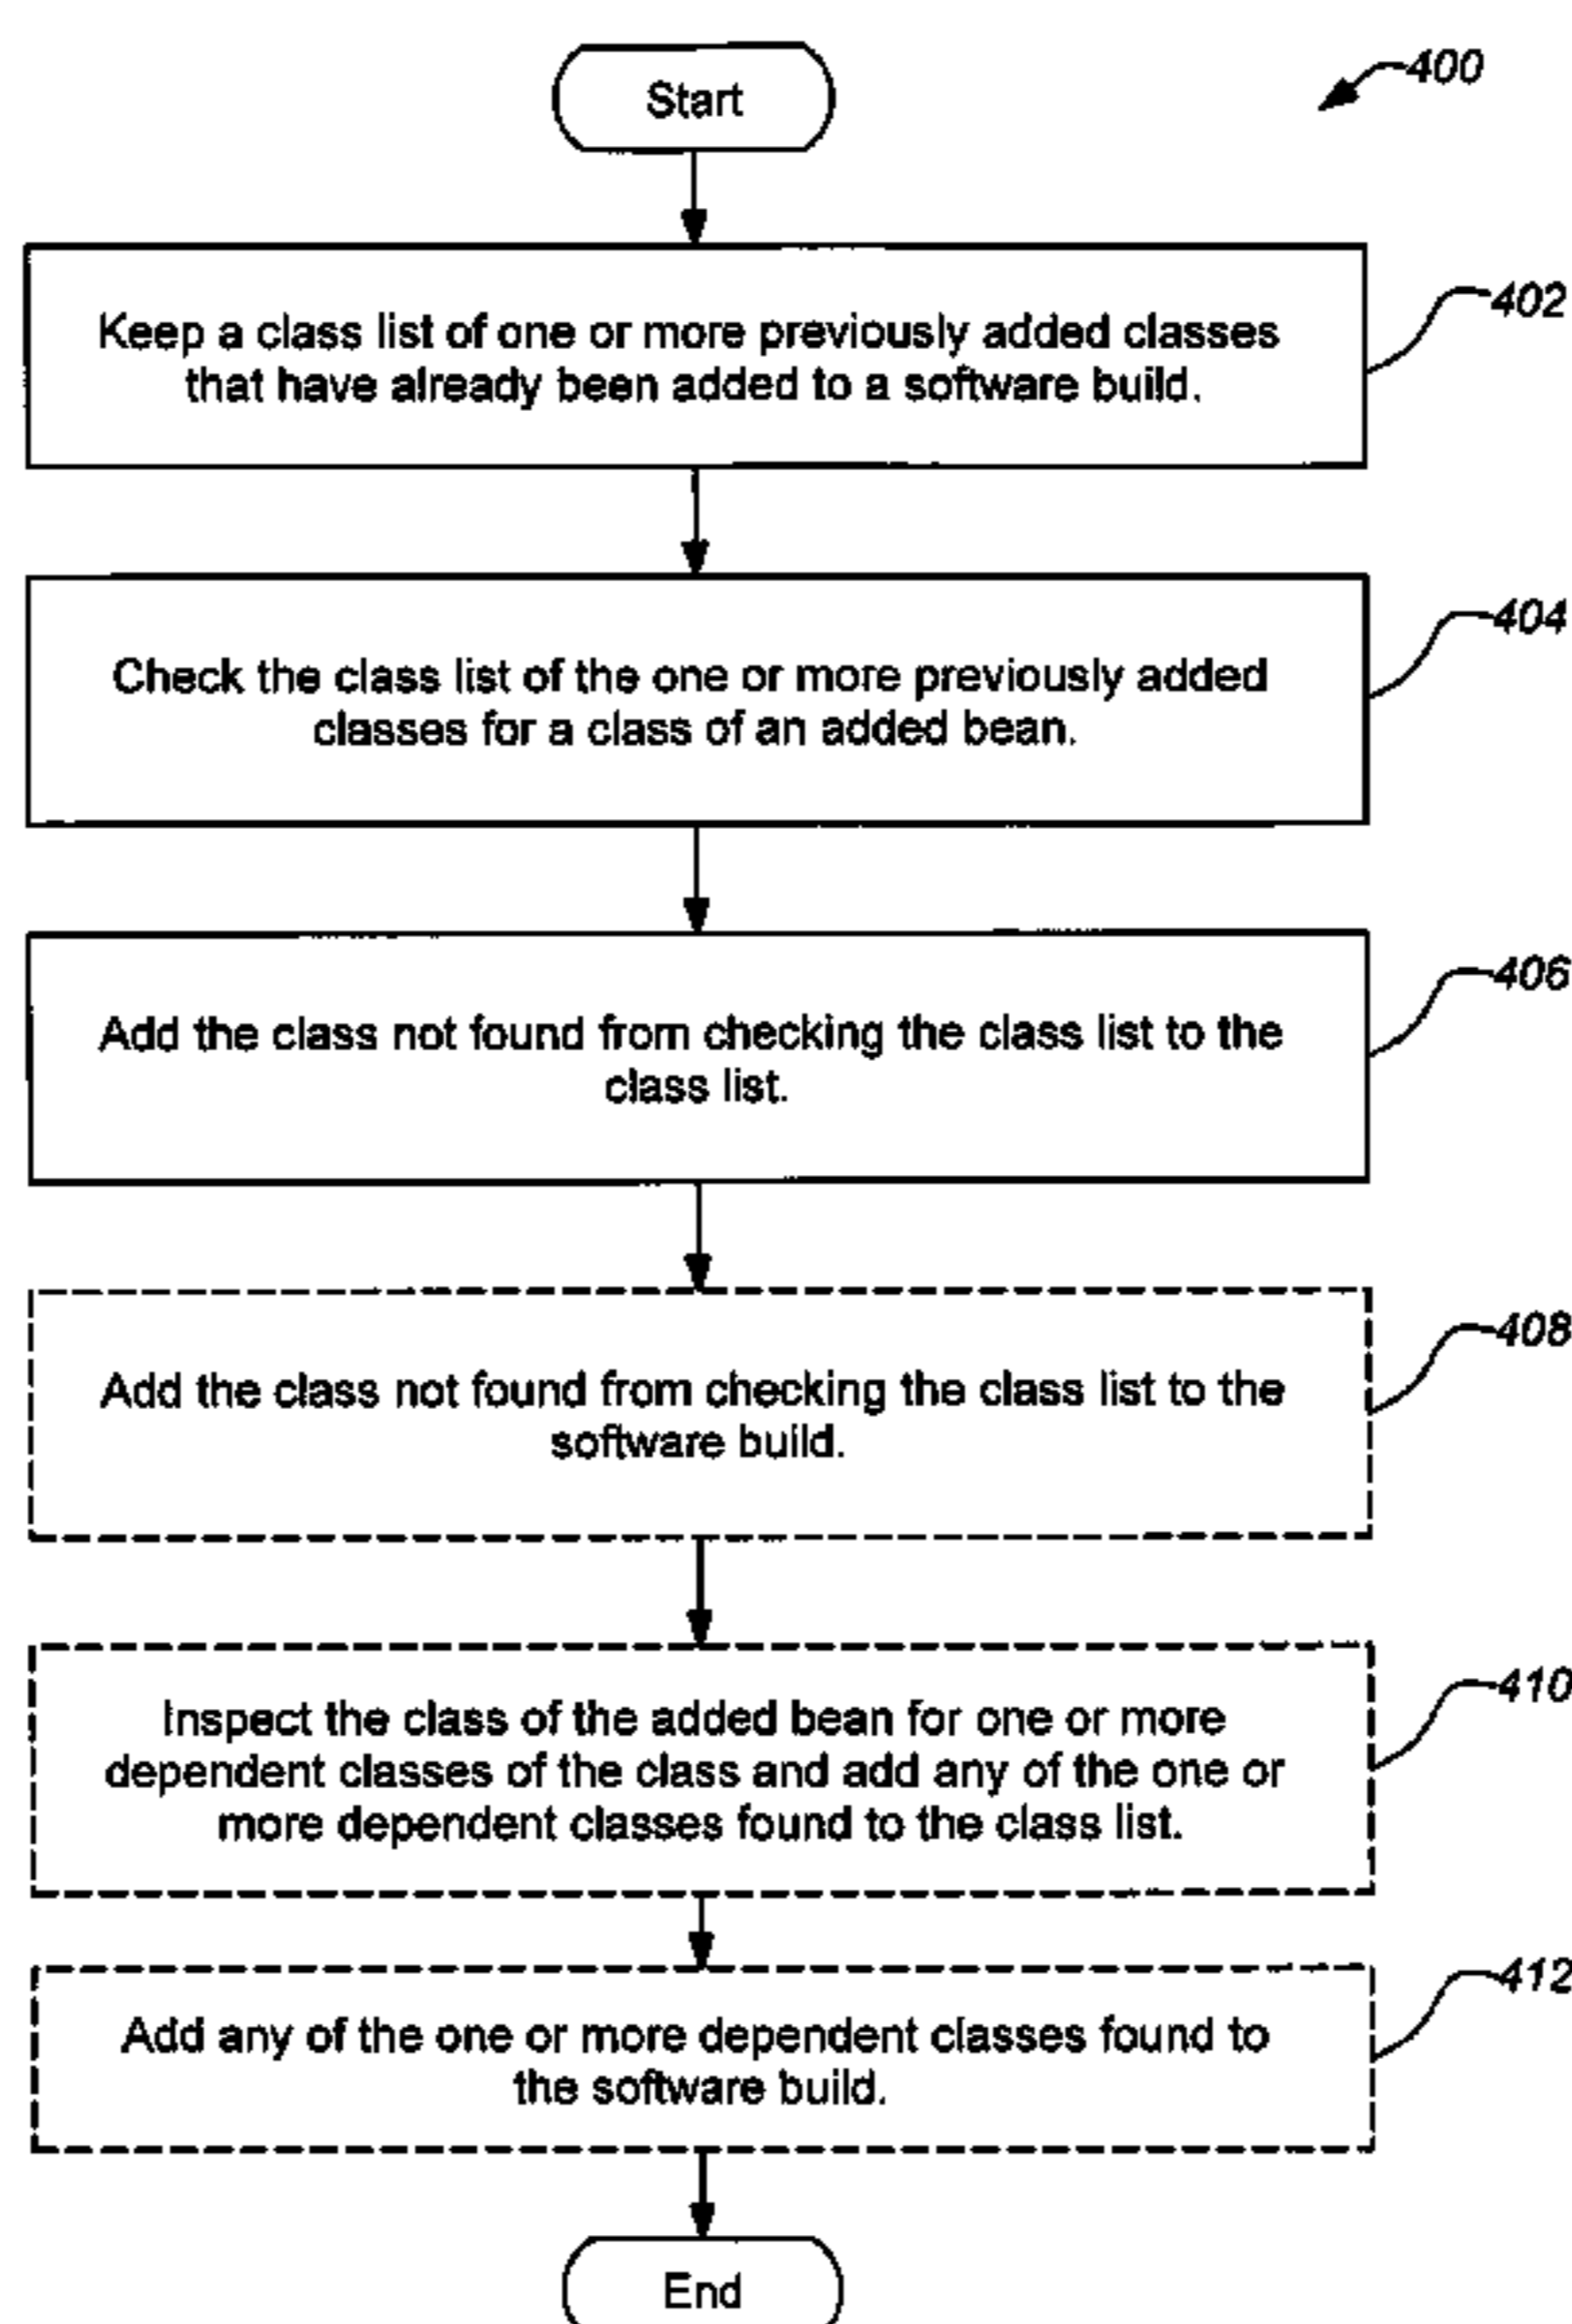 Start
400
Keep a class list of one or more previously added classes
that have already been added to a software build.
402
Check the class list of the one or more previously added
classes for a class of an added bean.
404
Add the class not found from checking the class list to the
class list.
406
Add the class not found from checking the class list to the
software build.
408
Inspect the class of the added bean for one or more
dependent classes of the class and add any of the one or
more dependent classes found to the class list.
410
Add any of the one or more dependent classes found to
the software build.
412
End